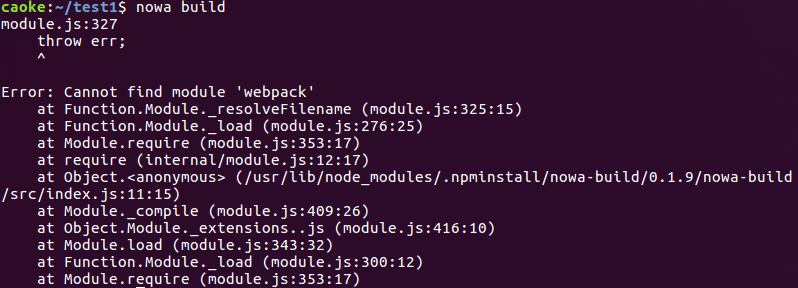 caoke:~/test1$ nowa build
module.js:327
    throw err;
    ^

Error: Cannot find module 'webpack'
    at Function.Module._resolveFilename (module.js:325:15)
    at Function.Module._load (module.js:276:25)
    at Module.require (module.js:353:17)
    at require (internal/module.js:12:17)
    at Object.<anonymous> (/usr/lib/node_modules/.npminstall/nowa-build/0.1.9/nowa-build
/src/index.js:11:15)
    at Module._compile (module.js:409:26)
    at Object.Module._extensions..js (module.js:416:10)
    at Module.load (module.js:343:32)
    at Function.Module._load (module.js:300:12)
    at Module.require (module.js:353:17)